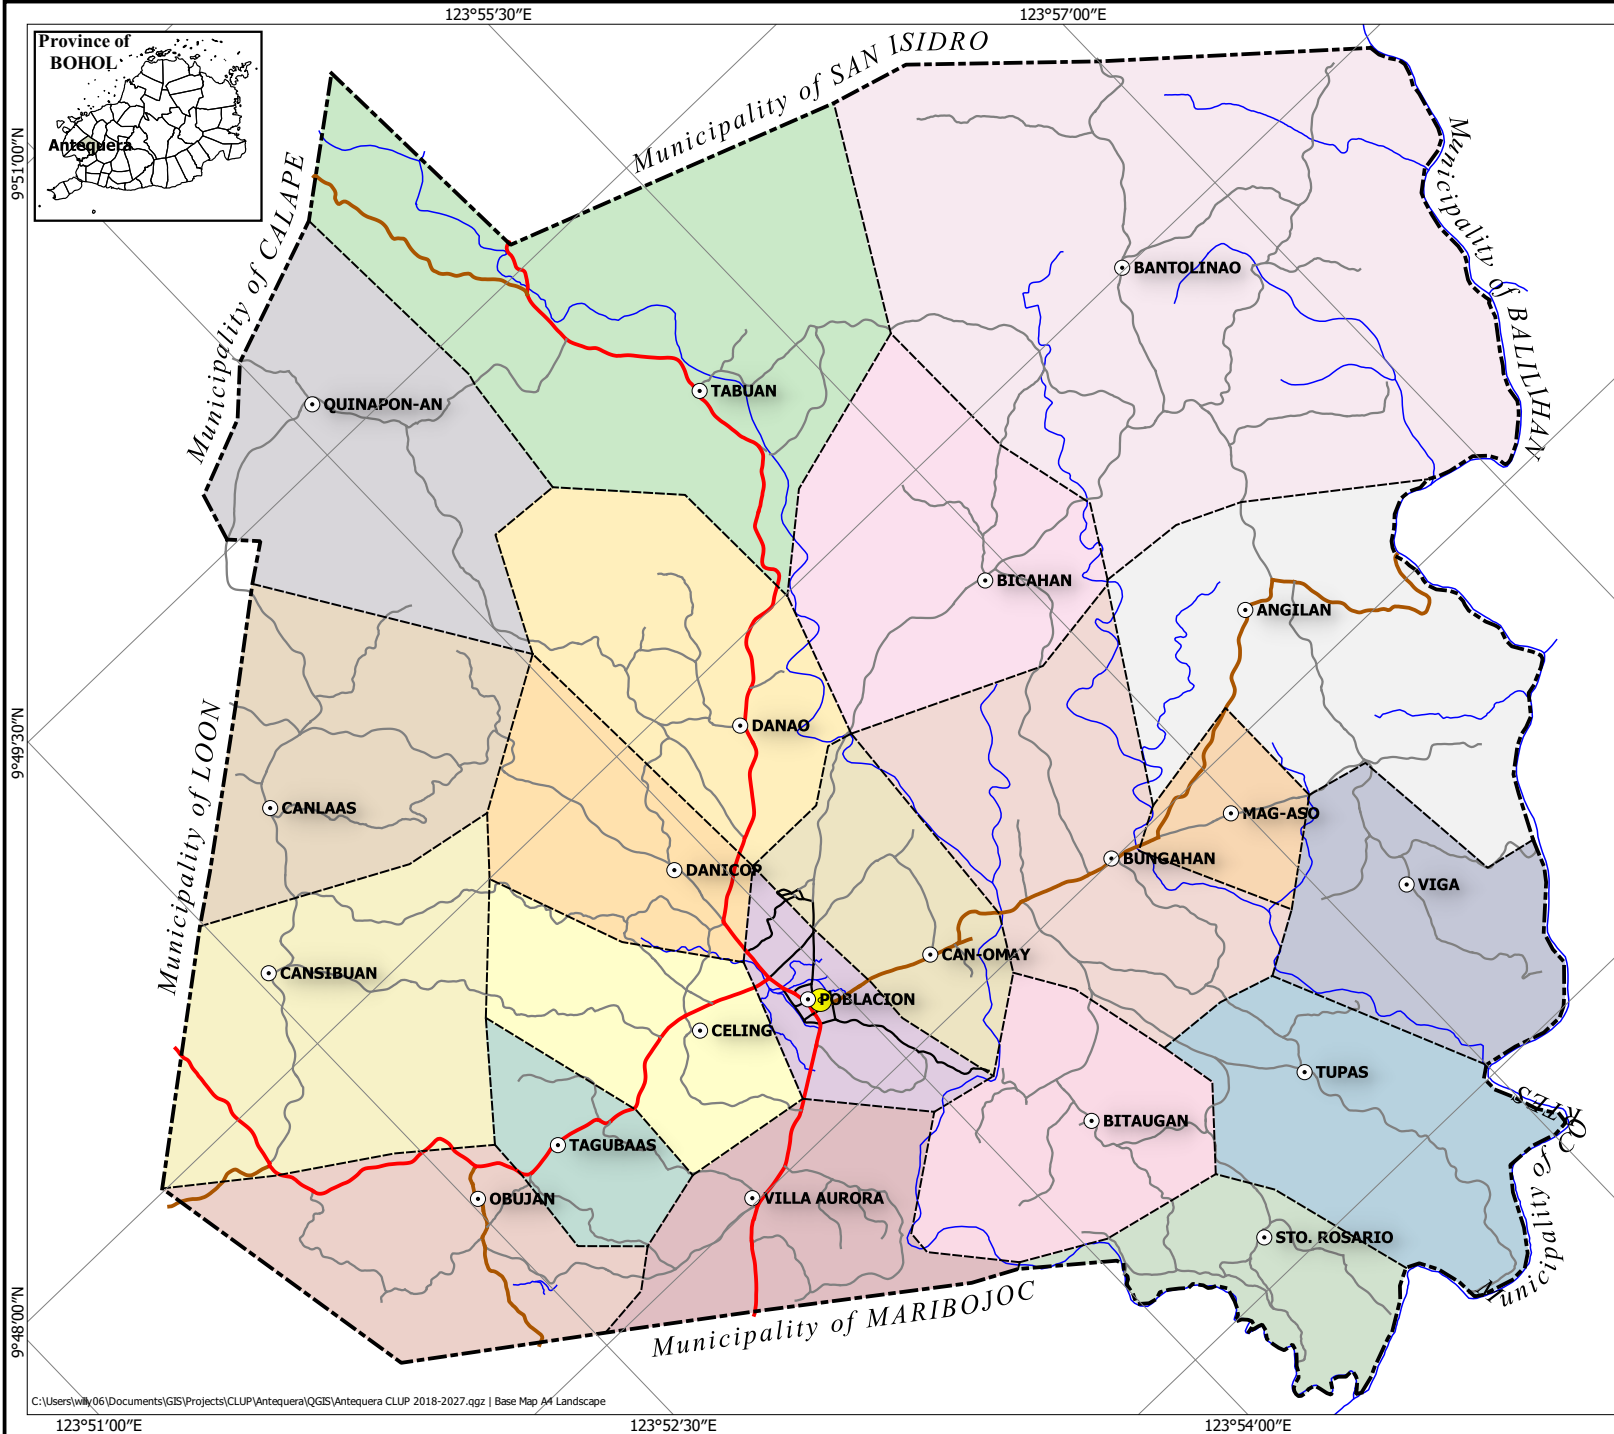 123°55'30"E
123°57'00"E
Province of
BOHOL
Antequera
9°51'00"N
9°49'30"N
9°48'00"N
Municipality of SAN ISIDRO
Municipality of CALAPE
Municipality of BALILIHAN
Municipality of LOON
Municipality of MARIBOJOC
Municipality of CORTES
BANTOLINAO
TABUAN
QUINAPON-AN
BICAHAN
ANGILAN
DANAO
CANLAAS
MAG-ASO
BUNGAHAN
DANICOP
VIGA
CAN-OMAY
CANSIBUAN
POBLACION
CELING
TUPAS
BITAUGAN
TAGUBAAS
OBUJAN
VILLA AURORA
STO. ROSARIO
C:\Users\willy06\Documents\GIS\Projects\CLUP\Antequera\QGIS\Antequera CLUP 2018-2027.qgz | Base Map A4 Landscape
123°51'00"E
123°52'30"E
123°54'00"E